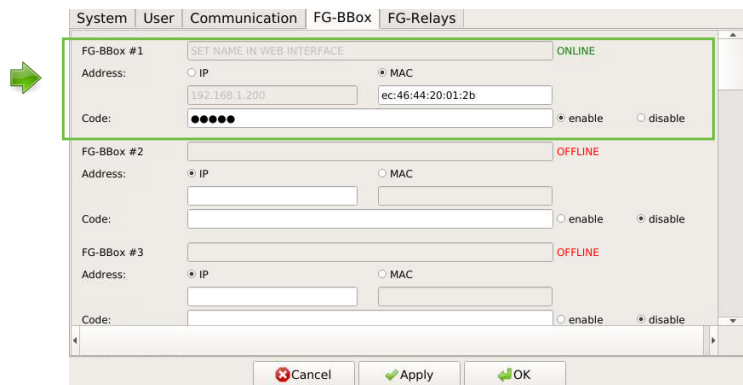 System User Communication FG-BBox FG-Relays
FG-BBox #1 SET NAME IN WEB INTERFACE ONLINE
Address: IP MAC
192.168.1.200 ec:46:44:20:01:2b
Code: ●●●●● enable disable
FG-BBox #2 OFFLINE
Address: IP MAC
Code: enable disable
FG-BBox #3 OFFLINE
Address: IP MAC
Code: enable disable
Cancel Apply OK